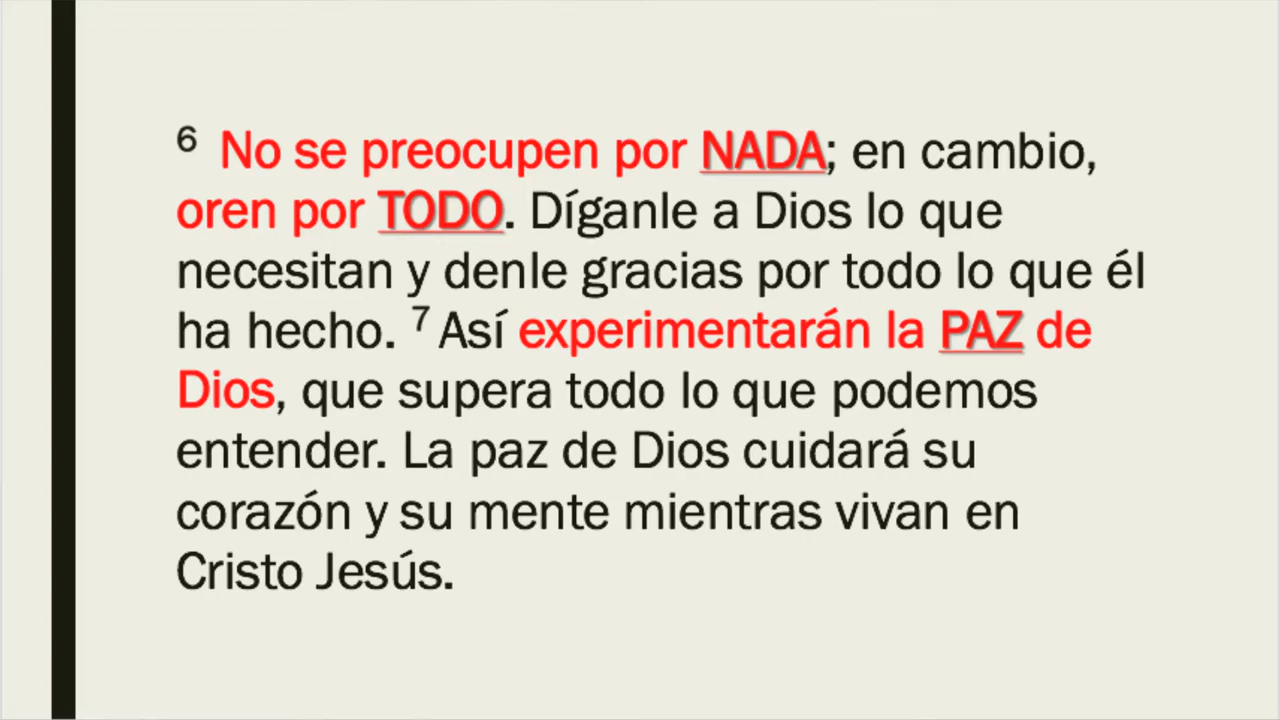 6 No se preocupen por NADA; en cambio,
oren por TODO. Díganle a Dios lo que
necesitan y denle gracias por todo lo que él
ha hecho. 7 Así experimentarán la PAZ de
Dios, que supera todo lo que podemos
entender. La paz de Dios cuidará su
corazón y su mente mientras vivan en
Cristo Jesús.